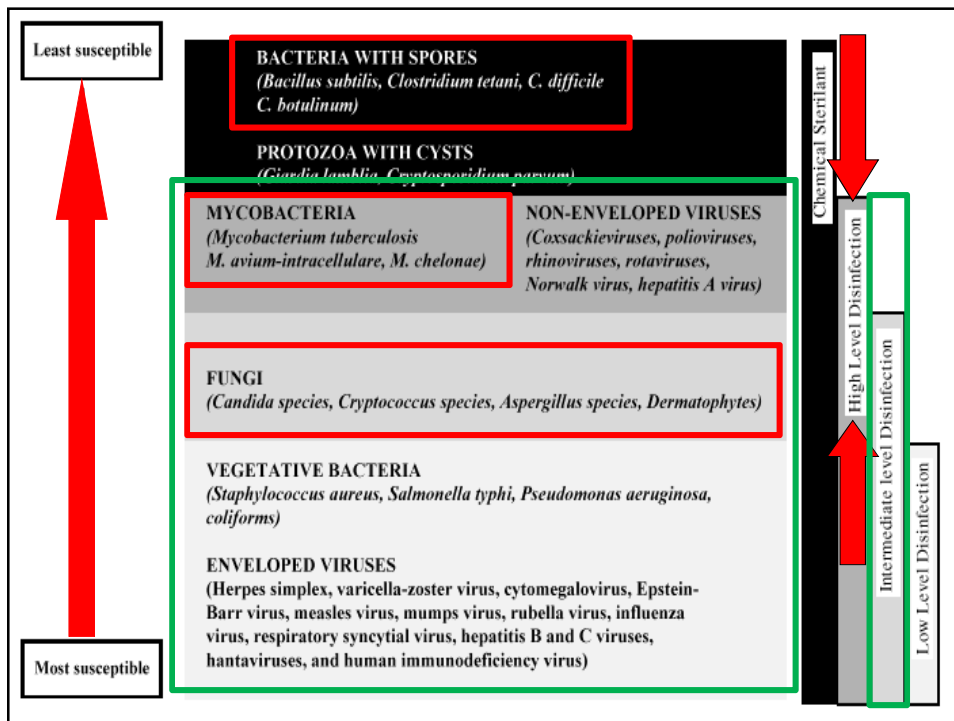 Least susceptible
BACTERIA WITH SPORES
(Bacillus subtilis, Clostridium tetani, C. difficile
C. botulinum)
PROTOZOA WITH CYSTS
(Giardia lamblia, Cryptosporidium parvum)
MYCOBACTERIA
(Mycobacterium tuberculosis
M. avium-intracellulare, M. chelonae)
NON-ENVELOPED VIRUSES
(Coxsackieviruses, polioviruses,
rhinoviruses, rotaviruses,
Norwalk virus, hepatitis A virus)
FUNGI
(Candida species, Cryptococcus species, Aspergillus species, Dermatophytes)
VEGETATIVE BACTERIA
(Staphylococcus aureus, Salmonella typhi, Pseudomonas aeruginosa,
coliforms)
ENVELOPED VIRUSES
(Herpes simplex, varicella-zoster virus, cytomegalovirus, Epstein-
Barr virus, measles virus, mumps virus, rubella virus, influenza
virus, respiratory syncytial virus, hepatitis B and C viruses,
hantaviruses, and human immunodeficiency virus)
Most susceptible
Chemical Sterilant
High Level Disinfection
Intermediate level Disinfection
Low Level Disinfection